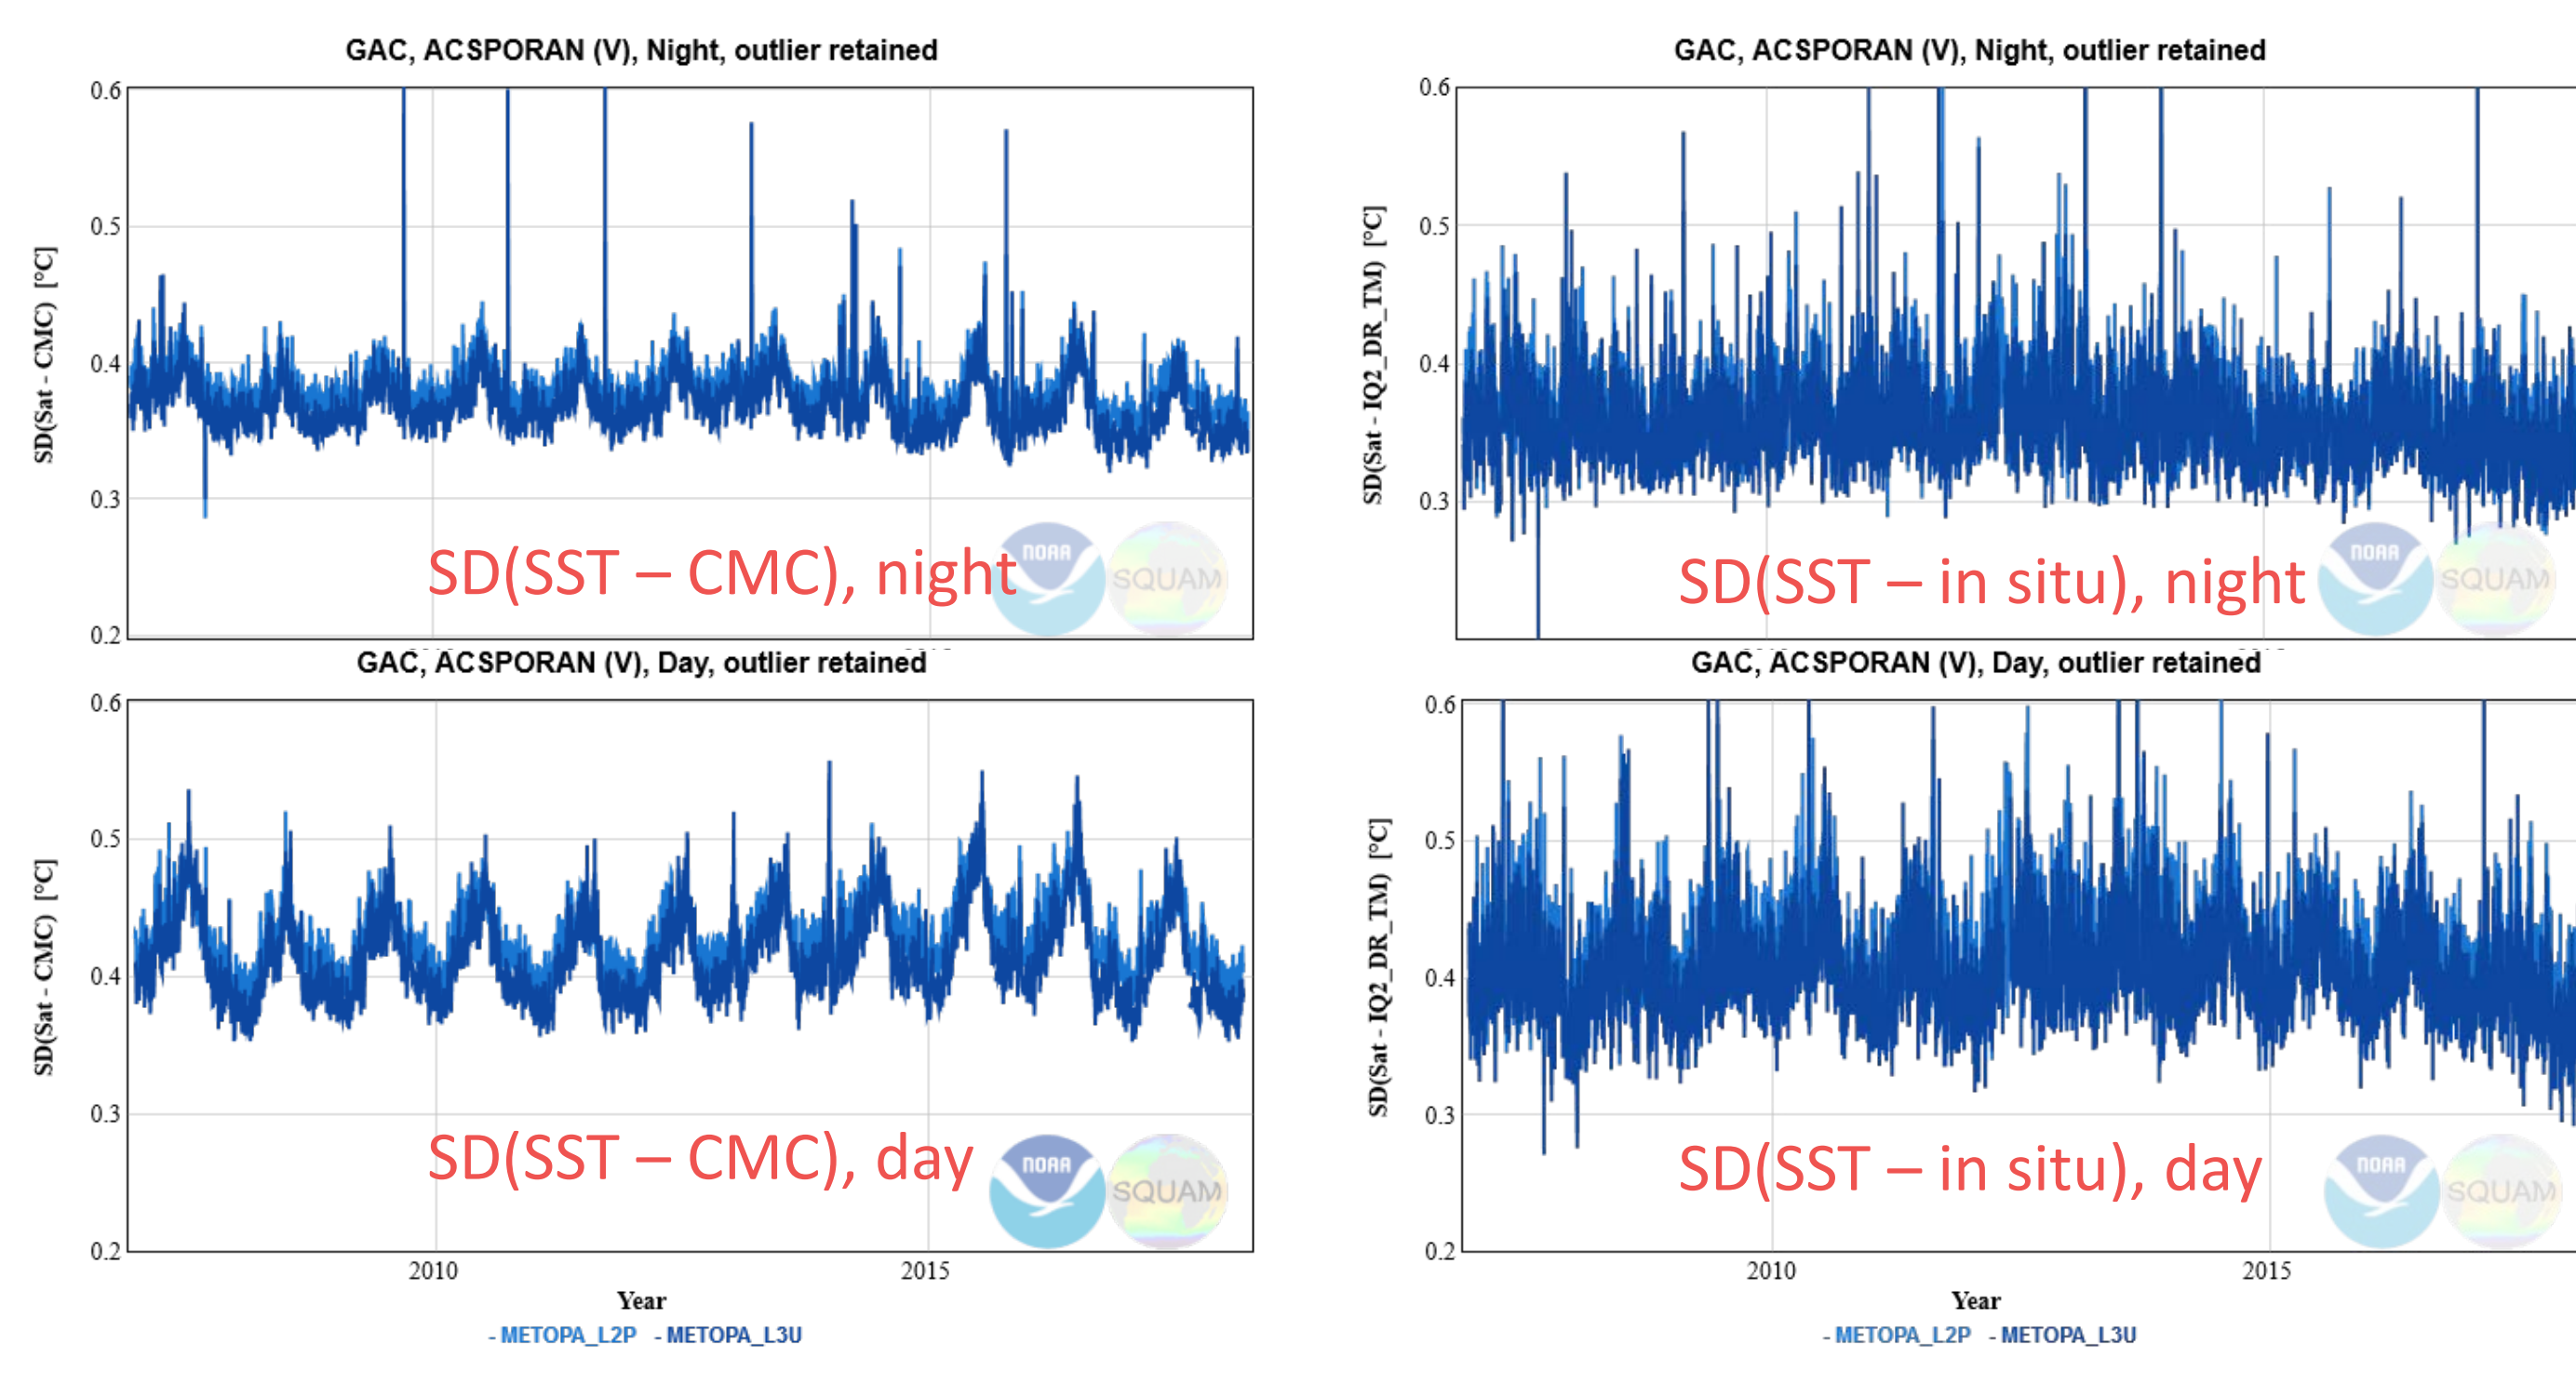 GAC, ACSPORAN (V), Night, outlier retained
0.6
0.5
0.4
0.3
0.2
SD(Sat - CMC) [°C]
SD(SST – CMC), night
NOAA
SQUAM
GAC, ACSPORAN (V), Night, outlier retained
0.6
0.5
0.4
0.3
SD(Sat - IQ2_DR_TM) [°C]
SD(SST – in situ), night
NOAA
SQUAM
GAC, ACSPORAN (V), Day, outlier retained
0.6
0.5
0.4
0.3
0.2
SD(Sat - CMC) [°C]
SD(SST – CMC), day
NOAA
SQUAM
2010 2015
Year
- METOPA_L2P - METOPA_L3U
GAC, ACSPORAN (V), Day, outlier retained
0.6
0.5
0.4
0.3
0.2
SD(Sat - IQ2_DR_TM) [°C]
SD(SST – in situ), day
NOAA
SQUAM
2010 2015
Year
- METOPA_L2P - METOPA_L3U